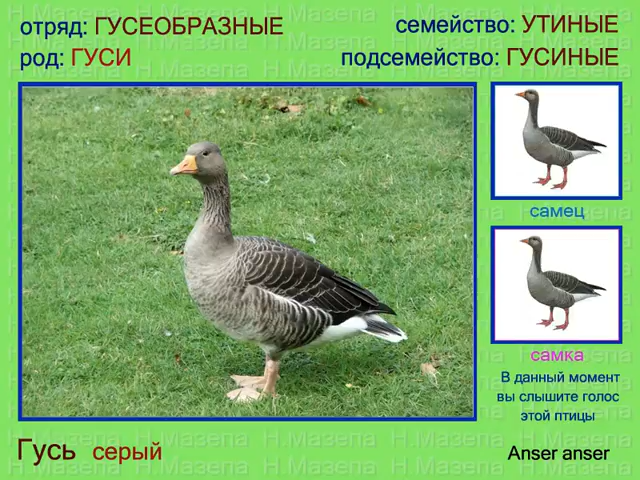 отряд: ГУСЕОБРАЗНЫЕ
семейство: УТИНЫЕ
род: ГУСИ
подсемейство: ГУСИНЫЕ
самец
самка
В данный момент
вы слышите голос
этой птицы
Гусь серый
Anser anser
Н.Mazепа